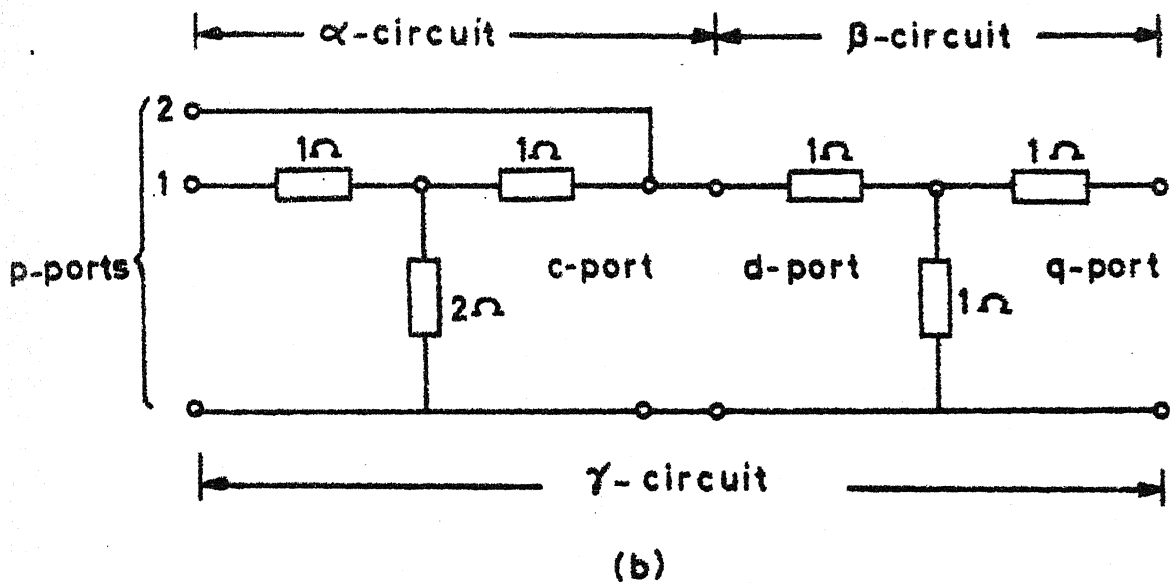 α-circuit β-circuit
2
1Ω 1Ω 1Ω 1Ω
1
p-ports c-port d-port q-port
2Ω 1Ω
γ-circuit
(b)